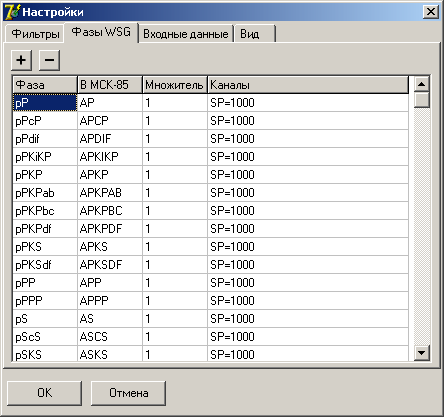 Настройки
Фильтры Фазы WSG Входные данные Вид
+ −
Фаза В МСК-85 Множитель Каналы
pP AP 1 SP=1000
pPcP APCP 1 SP=1000
pPdif APDIF 1 SP=1000
pPKiKP APKIKP 1 SP=1000
pPKP APKP 1 SP=1000
pPKPab APKPAB 1 SP=1000
pPKPbc APKPBC 1 SP=1000
pPKPdf APKPDF 1 SP=1000
pPKS APKS 1 SP=1000
pPKSdf APKSDF 1 SP=1000
pPP APP 1 SP=1000
pPPP APPP 1 SP=1000
pS AS 1 SP=1000
pScS ASCS 1 SP=1000
pSKS ASKS 1 SP=1000
OK Отмена